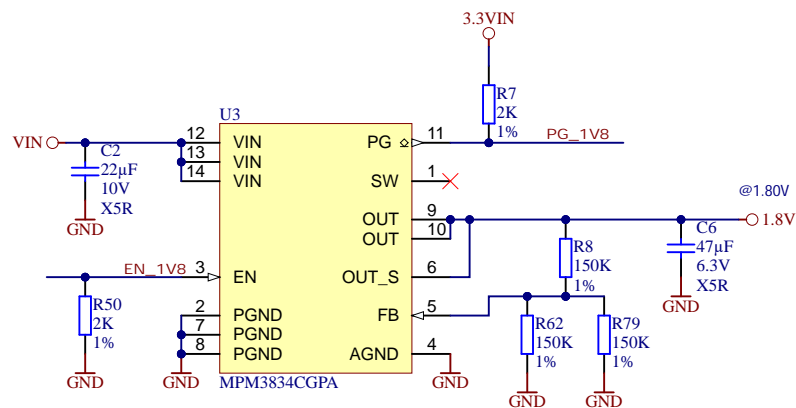 3.3VIN
R7
2K
1%
U3
VIN
C2
22µF
10V
X5R
GND
12
13
14
VIN
VIN
VIN
PG
11
PG_1V8
SW
1
@1.80V
OUT
OUT
9
10
1.8V
C6
47µF
6.3V
X5R
GND
R8
150K
1%
EN_1V8
3
EN
OUT_S
6
R50
2K
1%
GND
2
7
8
PGND
PGND
PGND
GND
FB
5
R62
150K
1%
GND
R79
150K
1%
GND
AGND
4
GND
MPM3834CGPA